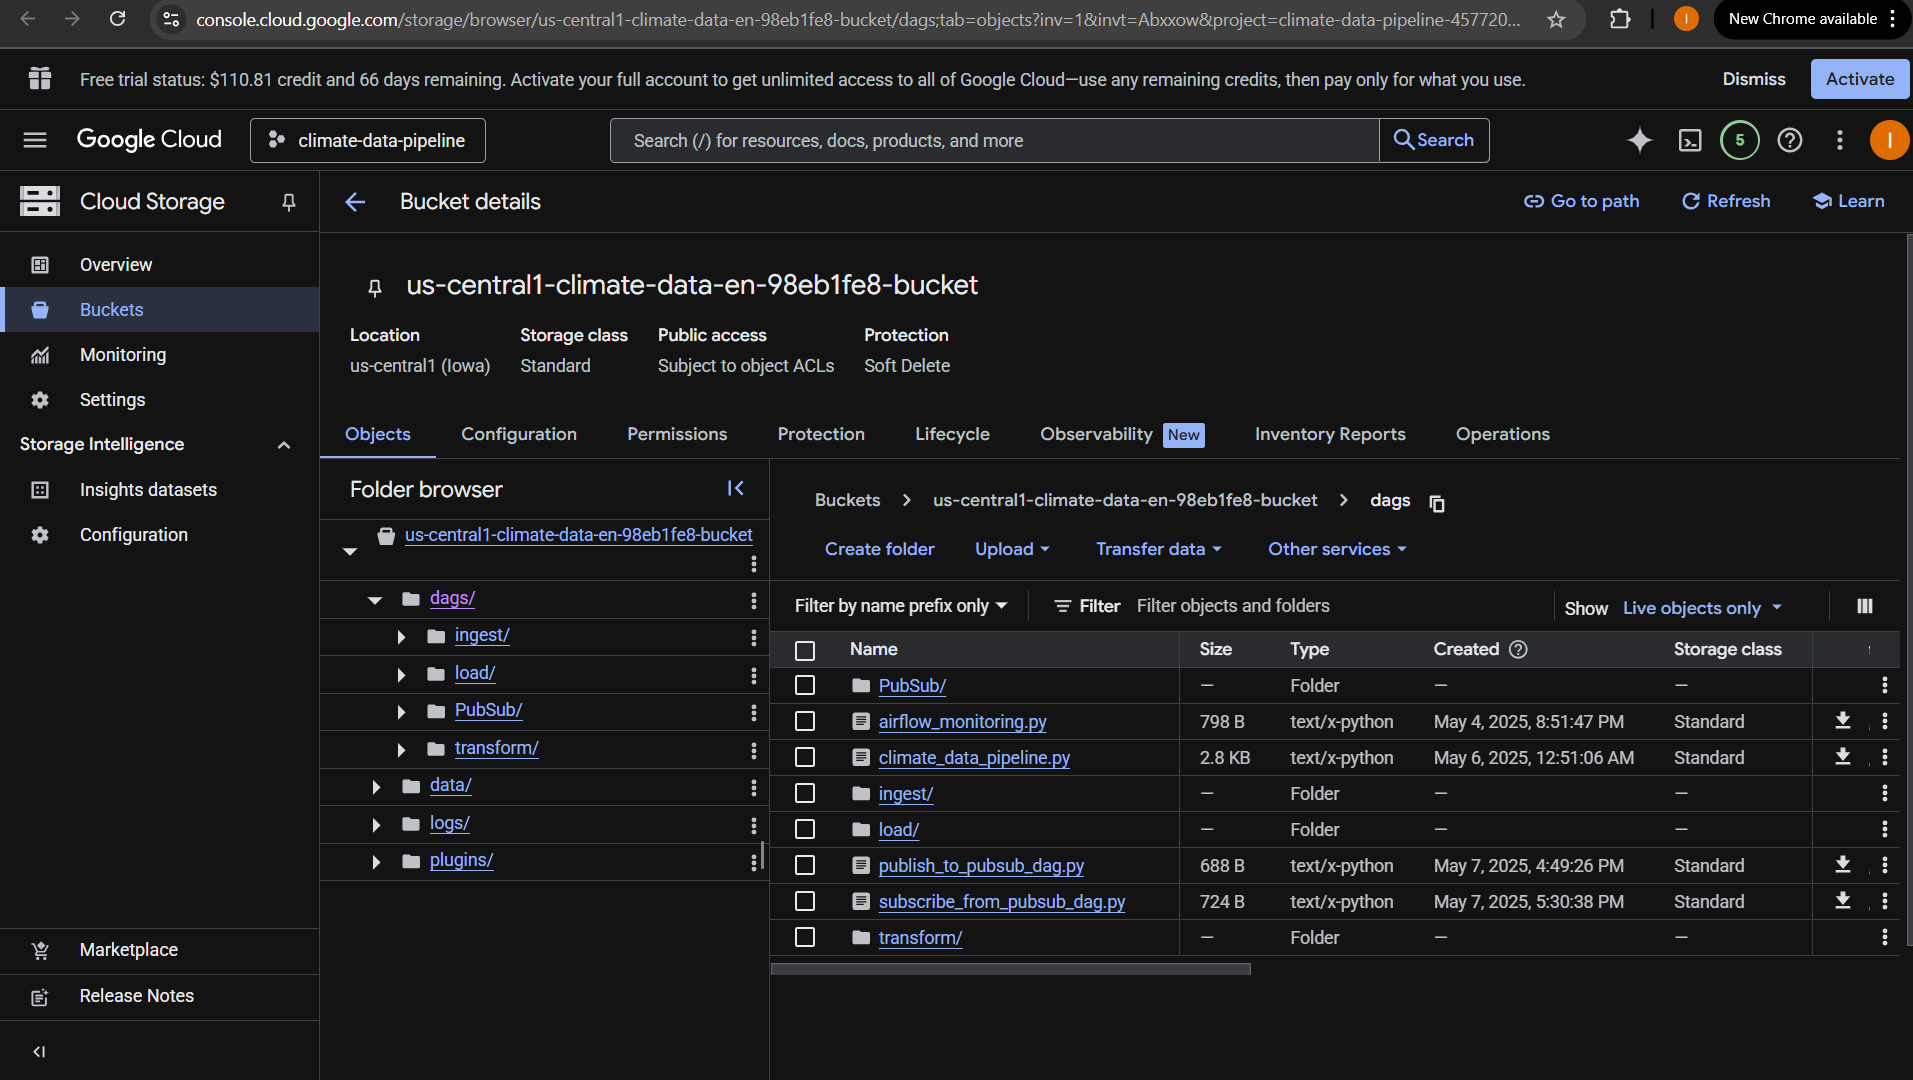 console.cloud.google.com/storage/browser/us-central1-climate-data-en-98eb1fe8-bucket/dags;tab=objects?inv=1&invt=Abxxow&project=climate-data-pipeline-457720...
I
New Chrome available
Free trial status: $110.81 credit and 66 days remaining. Activate your full account to get unlimited access to all of Google Cloud—use any remaining credits, then pay only for what you use.
Dismiss
Activate
Google Cloud
climate-data-pipeline
Search (/) for resources, docs, products, and more
Search
5
I
Cloud Storage
Overview
Buckets
Monitoring
Settings
Storage Intelligence
Insights datasets
Configuration
Marketplace
Release Notes
Bucket details
Go to path
Refresh
Learn
us-central1-climate-data-en-98eb1fe8-bucket
Location Storage class Public access Protection
us-central1 (Iowa) Standard Subject to object ACLs Soft Delete
Objects Configuration Permissions Protection Lifecycle Observability New Inventory Reports Operations
Folder browser
us-central1-climate-data-en-98eb1fe8-bucket
dags/
ingest/
load/
PubSub/
transform/
data/
logs/
plugins/
Buckets > us-central1-climate-data-en-98eb1fe8-bucket > dags
Create folder Upload Transfer data Other services
Filter by name prefix only Filter Filter objects and folders Show Live objects only
Name Size Type Created Storage class
PubSub/ — Folder — —
airflow_monitoring.py 798 B text/x-python May 4, 2025, 8:51:47 PM Standard
climate_data_pipeline.py 2.8 KB text/x-python May 6, 2025, 12:51:06 AM Standard
ingest/ — Folder — —
load/ — Folder — —
publish_to_pubsub_dag.py 688 B text/x-python May 7, 2025, 4:49:26 PM Standard
subscribe_from_pubsub_dag.py 724 B text/x-python May 7, 2025, 5:30:38 PM Standard
transform/ — Folder — —